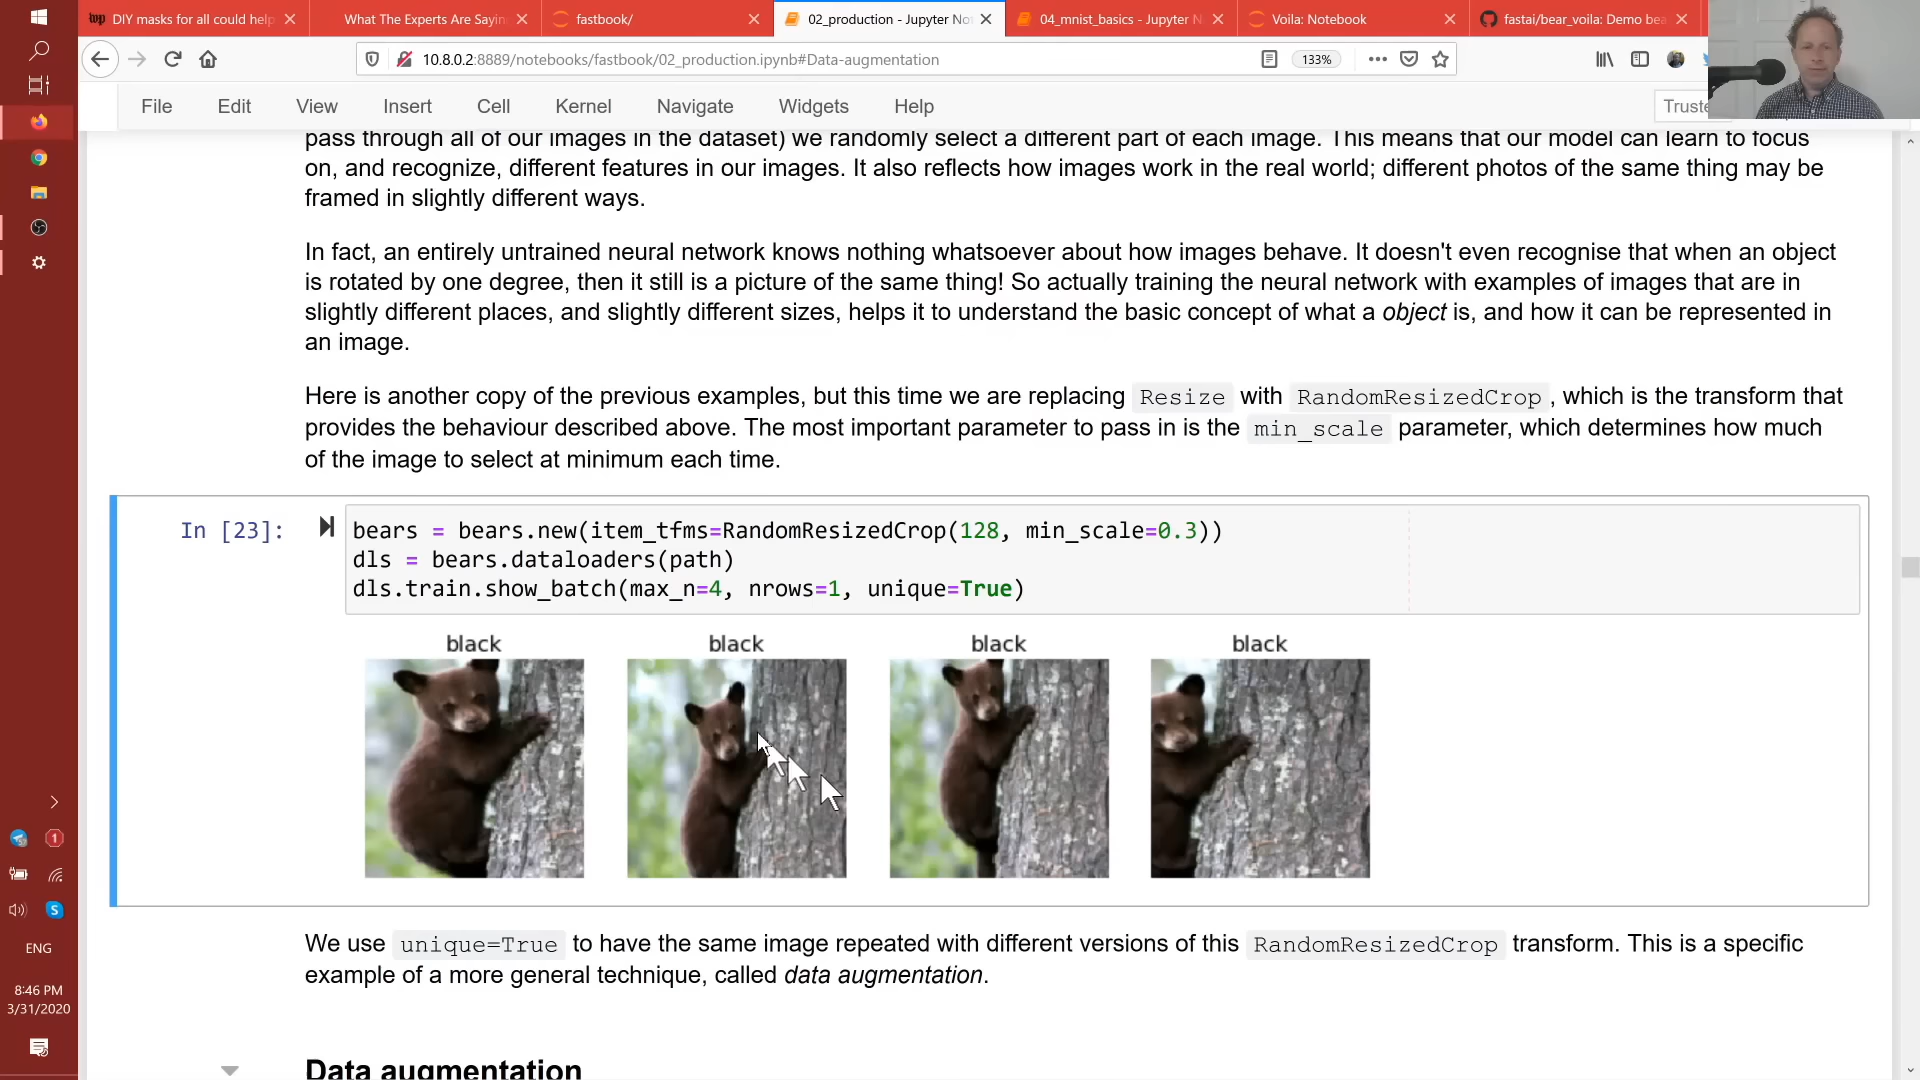 DIY masks for all could help
What The Experts Are Sayin
fastbook/
02_production - Jupyter No
04_mnist_basics - Jupyter N
Voila: Notebook
fastai/bear_voila: Demo bea
10.8.0.2:8889/notebooks/fastbook/02_production.ipynb#Data-augmentation
133%
File Edit View Insert Cell Kernel Navigate Widgets Help
Truste
pass through all of our images in the dataset) we randomly select a different part of each image. This means that our model can learn to focus
on, and recognize, different features in our images. It also reflects how images work in the real world; different photos of the same thing may be
framed in slightly different ways.
In fact, an entirely untrained neural network knows nothing whatsoever about how images behave. It doesn't even recognise that when an object
is rotated by one degree, then it still is a picture of the same thing! So actually training the neural network with examples of images that are in
slightly different places, and slightly different sizes, helps it to understand the basic concept of what a object is, and how it can be represented in
an image.
Here is another copy of the previous examples, but this time we are replacing Resize with RandomResizedCrop, which is the transform that
provides the behaviour described above. The most important parameter to pass in is the min_scale parameter, which determines how much
of the image to select at minimum each time.
In [23]:
bears = bears.new(item_tfms=RandomResizedCrop(128, min_scale=0.3))
dls = bears.dataloaders(path)
dls.train.show_batch(max_n=4, nrows=1, unique=True)
black black black black
We use unique=True to have the same image repeated with different versions of this RandomResizedCrop transform. This is a specific
example of a more general technique, called data augmentation.
Data augmentation
1
ENG
8:46 PM
3/31/2020